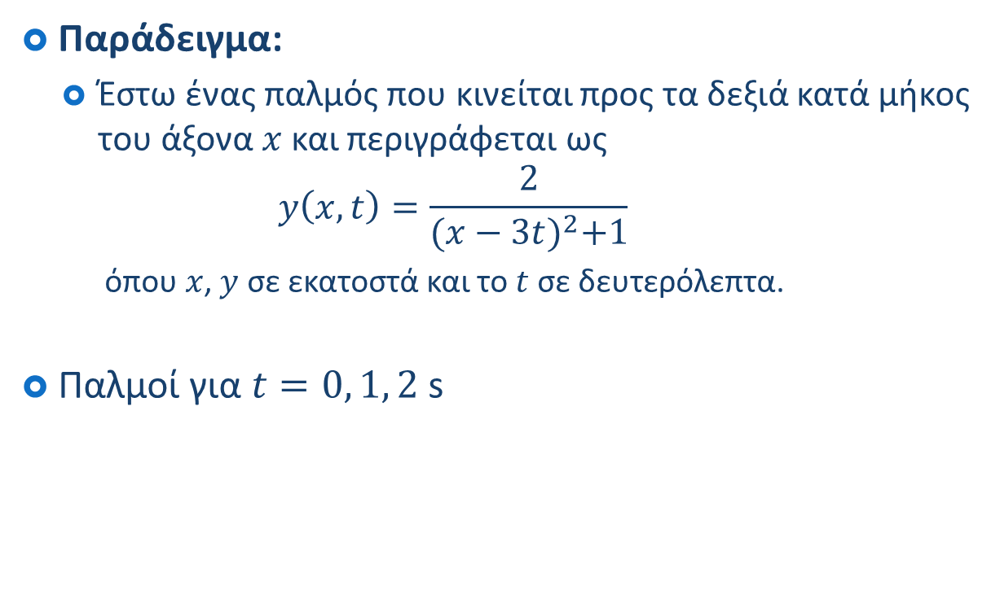 Παράδειγμα:
Έστω ένας παλμός που κινείται προς τα δεξιά κατά μήκος
του άξονα x και περιγράφεται ως
y(x, t) = 2 / ((x − 3t)²+1)
όπου x, y σε εκατοστά και το t σε δευτερόλεπτα.
Παλμοί για t = 0, 1, 2 s